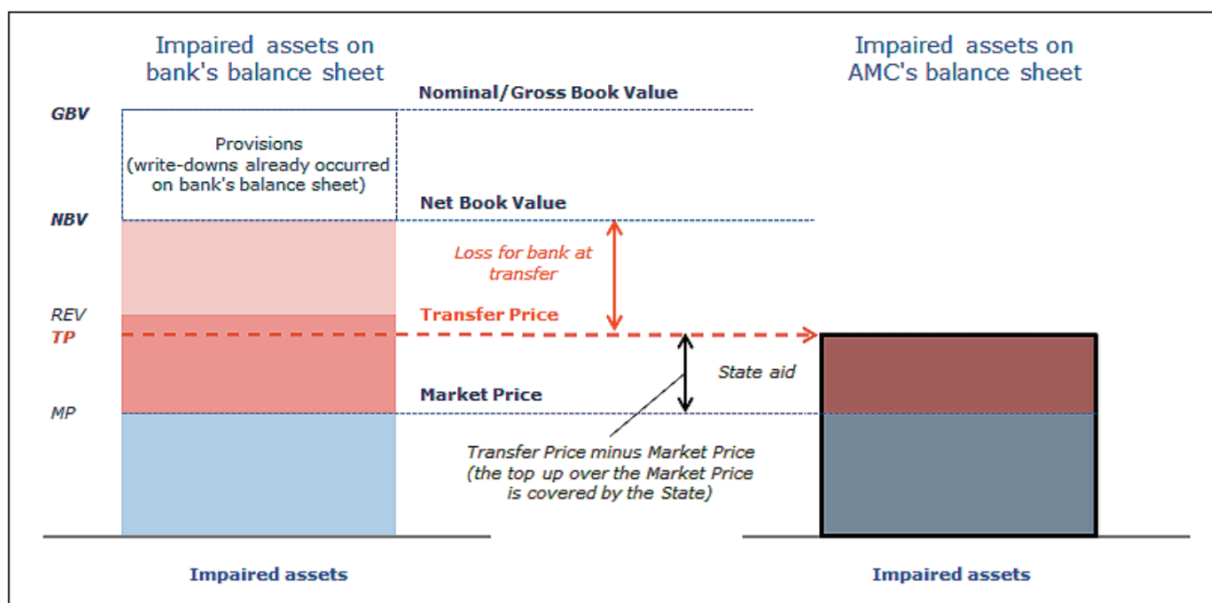 Impaired assets on
bank's balance sheet
Impaired assets on
AMC's balance sheet
GBV
Nominal/Gross Book Value
Provisions
(write-downs already occurred
on bank's balance sheet)
NBV
Net Book Value
Loss for bank at
transfer
REV
TP
Transfer Price
State aid
MP
Market Price
Transfer Price minus Market Price
(the top up over the Market Price
is covered by the State)
Impaired assets
Impaired assets